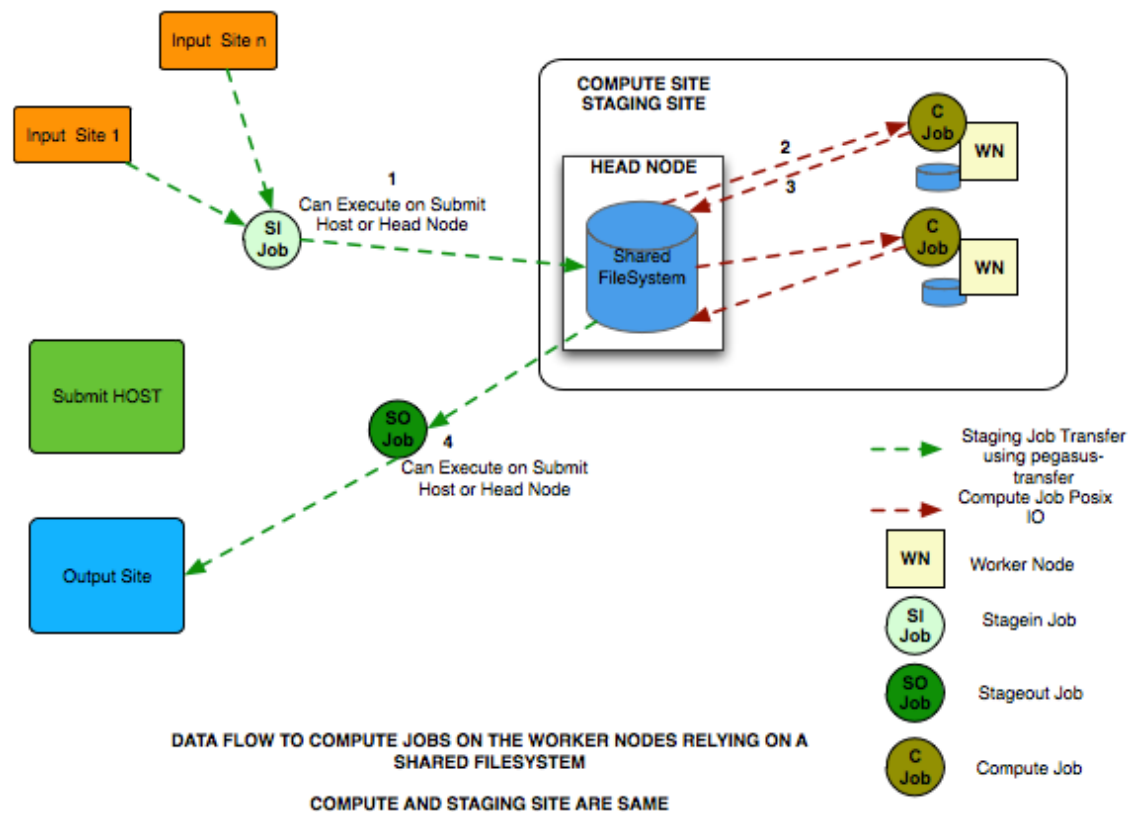 Input  Site n
Input  Site 1
SI
Job
1
Can Execute on Submit
Host or Head Node
COMPUTE SITE
STAGING SITE
HEAD NODE
Shared
FileSystem
2
3
C
Job
WN
C
Job
WN
Submit HOST
SO
Job
4
Can Execute on Submit
Host or Head Node
Output Site
Staging Job Transfer
using pegasus-
transfer
Compute Job Posix
IO
WN
Worker Node
SI
Job
Stagein Job
SO
Job
Stageout Job
C
Job
Compute Job
DATA FLOW TO COMPUTE JOBS ON THE WORKER NODES RELYING ON A
SHARED FILESYSTEM
COMPUTE AND STAGING SITE ARE SAME